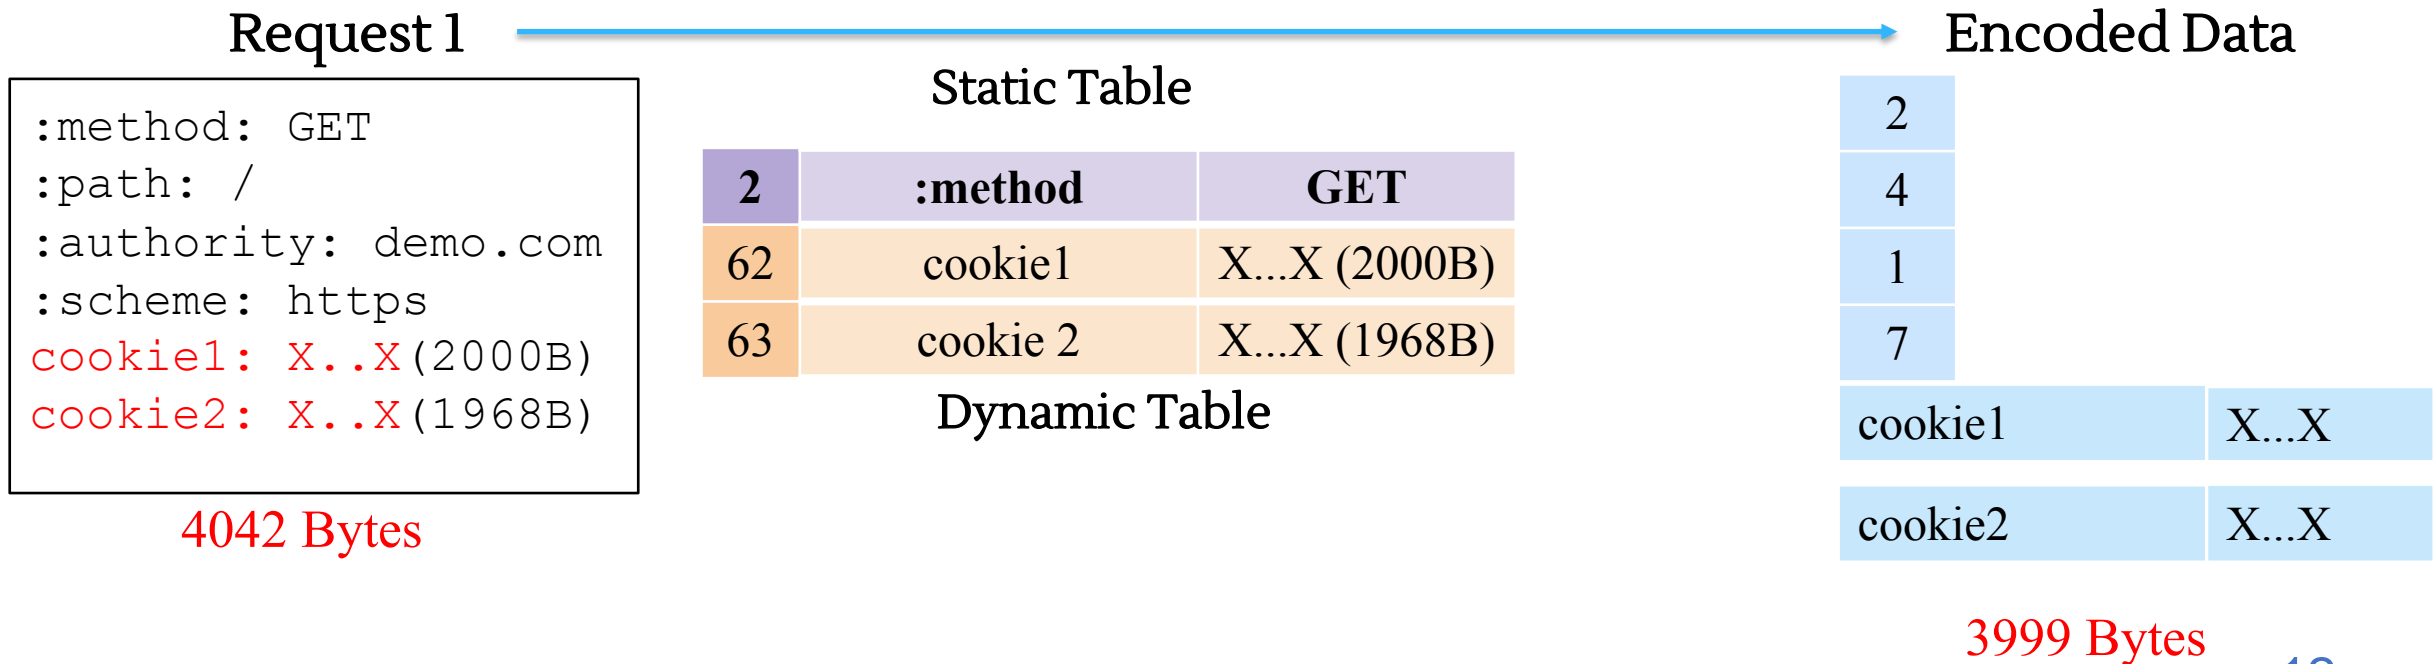 Request 1
Encoded Data
:method: GET
:path: /
:authority: demo.com
:scheme: https
cookie1: X..X(2000B)
cookie2: X..X(1968B)
4042 Bytes
Static Table
2 :method GET
62 cookie1 X...X (2000B)
63 cookie 2 X...X (1968B)
Dynamic Table
2
4
1
7
cookie1 X...X
cookie2 X...X
3999 Bytes